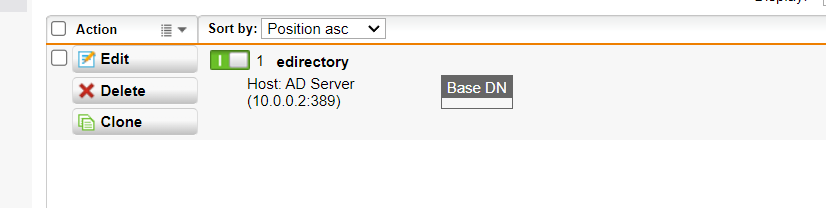 Action
Sort by: Position asc
Edit
1 edirectory
Host: AD Server
(10.0.0.2:389)
Base DN
Delete
Clone